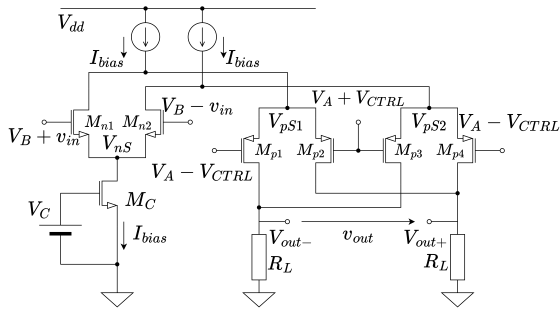 V_dd
I_bias
I_bias
V_B − v_in
V_A + V_CTRL
M_n1
M_n2
V_pS1
V_pS2
V_A − V_CTRL
V_B + v_in
V_nS
M_p1
M_p2
M_p3
M_p4
V_A − V_CTRL
M_C
V_C
I_bias
V_out−
v_out
V_out+
R_L
R_L